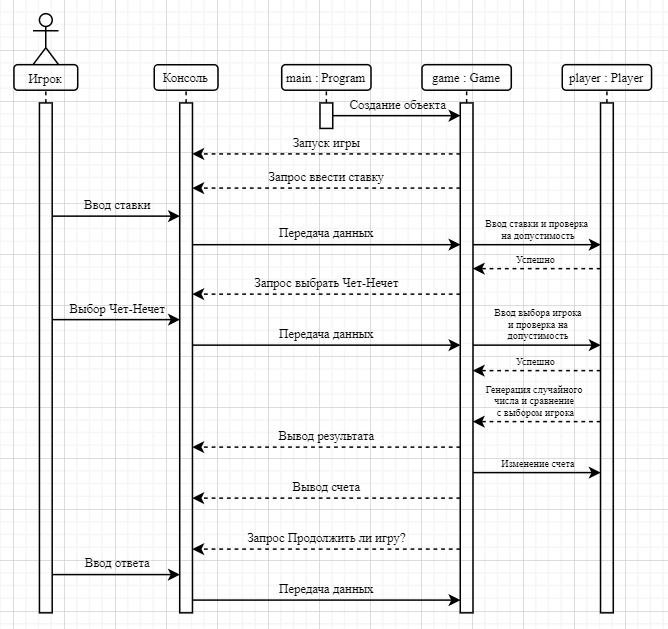 Игрок
Консоль
main : Program
game : Game
player : Player
Создание объекта
Запуск игры
Запрос ввести ставку
Ввод ставки
Передача данных
Ввод ставки и проверка
на допустимость
Успешно
Запрос выбрать Чет-Нечет
Выбор Чет-Нечет
Передача данных
Ввод выбора игрока
и проверка на
допустимость
Успешно
Генерация случайного
числа и сравнение
с выбором игрока
Вывод результата
Изменение счета
Вывод счета
Запрос Продолжить ли игру?
Ввод ответа
Передача данных